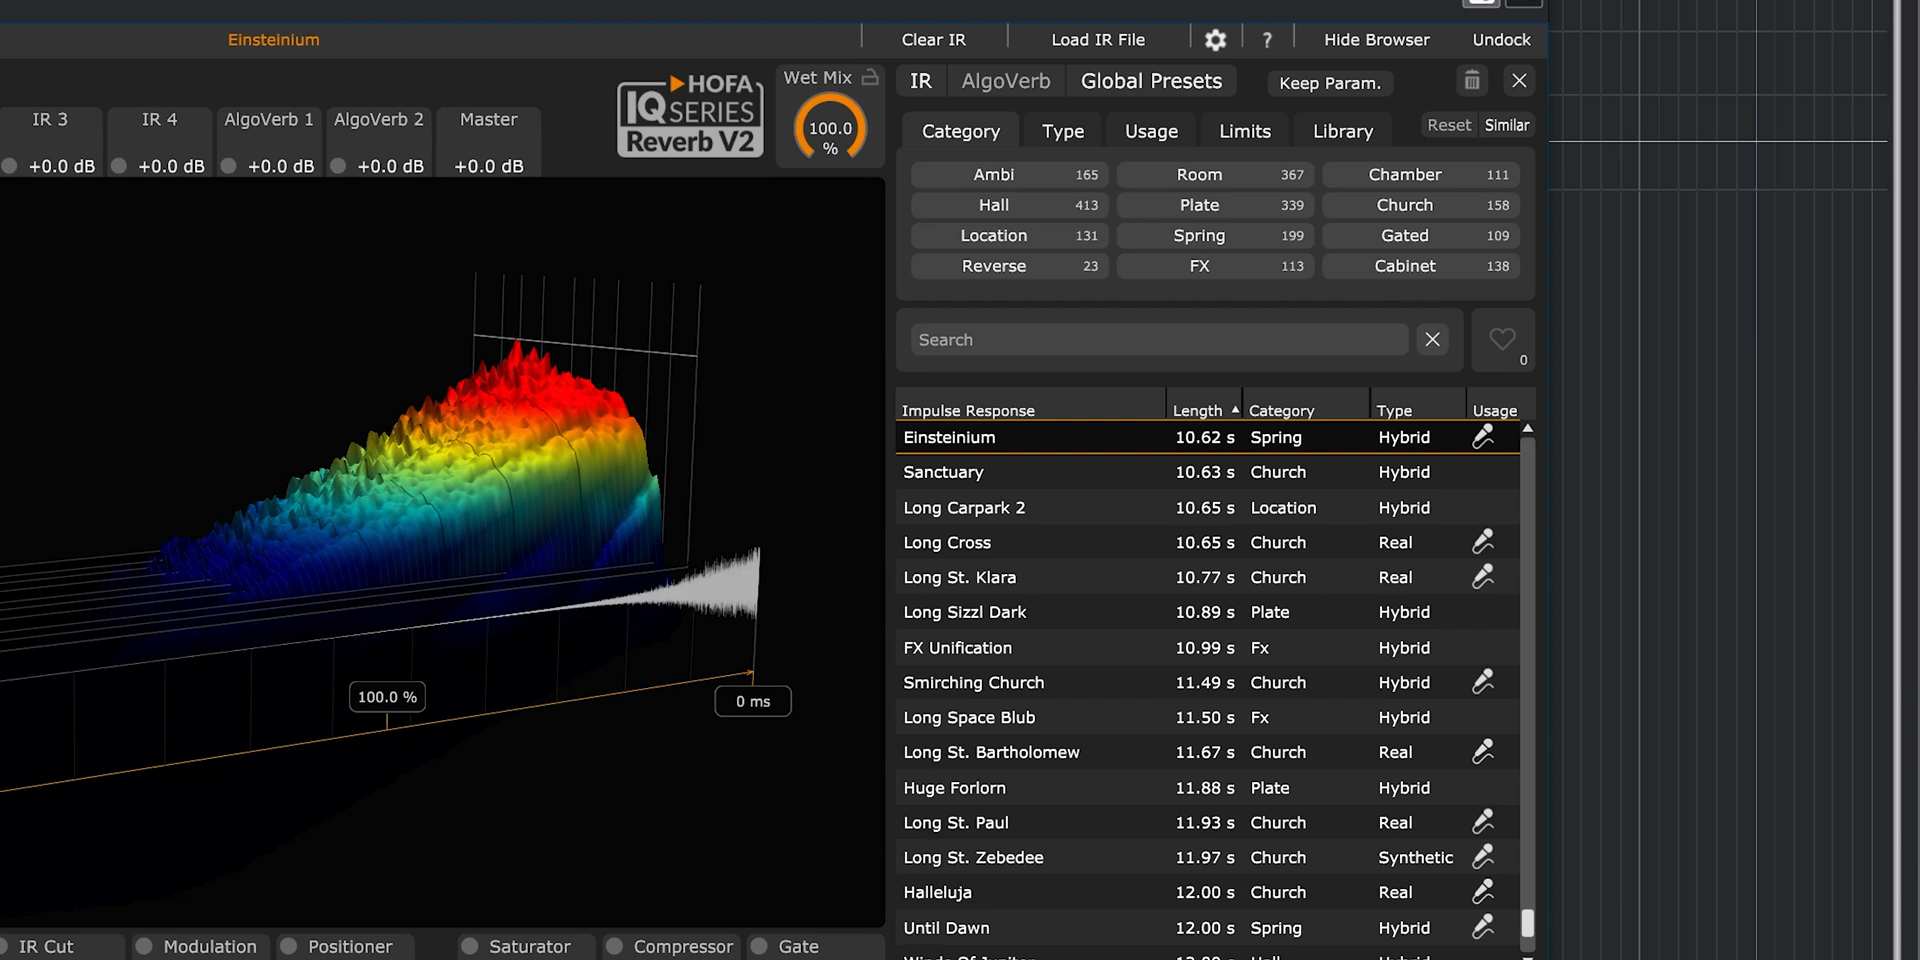 Einsteinium
Clear IR
Load IR File
?
Hide Browser
Undock
IR 3
+0.0 dB
IR 4
+0.0 dB
AlgoVerb 1
+0.0 dB
AlgoVerb 2
+0.0 dB
Master
+0.0 dB
HOFA
IQ SERIES
Reverb V2
Wet Mix
100.0
%
IR
AlgoVerb
Global Presets
Keep Param.
Category
Type
Usage
Limits
Library
Reset
Similar
Ambi 165
Room 367
Chamber 111
Hall 413
Plate 339
Church 158
Location 131
Spring 199
Gated 109
Reverse 23
FX 113
Cabinet 138
Search
0
Impulse Response Length Category Type Usage
Einsteinium 10.62 s Spring Hybrid
Sanctuary 10.63 s Church Hybrid
Long Carpark 2 10.65 s Location Hybrid
Long Cross 10.65 s Church Real
Long St. Klara 10.77 s Church Real
Long Sizzl Dark 10.89 s Plate Hybrid
FX Unification 10.99 s Fx Hybrid
Smirching Church 11.49 s Church Hybrid
Long Space Blub 11.50 s Fx Hybrid
Long St. Bartholomew 11.67 s Church Real
Huge Forlorn 11.88 s Plate Hybrid
Long St. Paul 11.93 s Church Real
Long St. Zebedee 11.97 s Church Synthetic
Halleluja 12.00 s Church Real
Until Dawn 12.00 s Spring Hybrid
100.0 %
0 ms
IR Cut
Modulation
Positioner
Saturator
Compressor
Gate